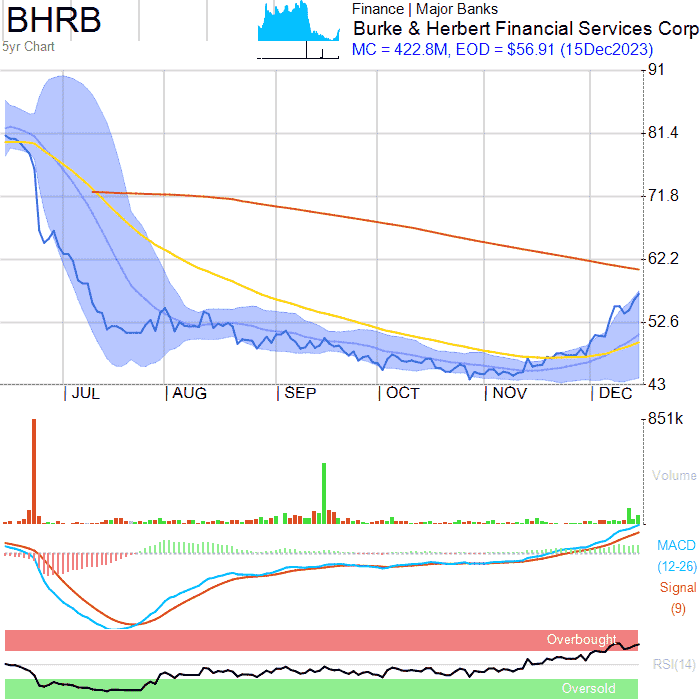 BHRB
5yr Chart
Finance | Major Banks
Burke & Herbert Financial Services Corp
MC = 422.8M, EOD = $56.91 (15Dec2023)
91
81.4
71.8
62.2
52.6
43
JUL AUG SEP OCT NOV DEC
851k
Volume
MACD
(12-26)
Signal
(9)
Overbought
RSI(14)
Oversold